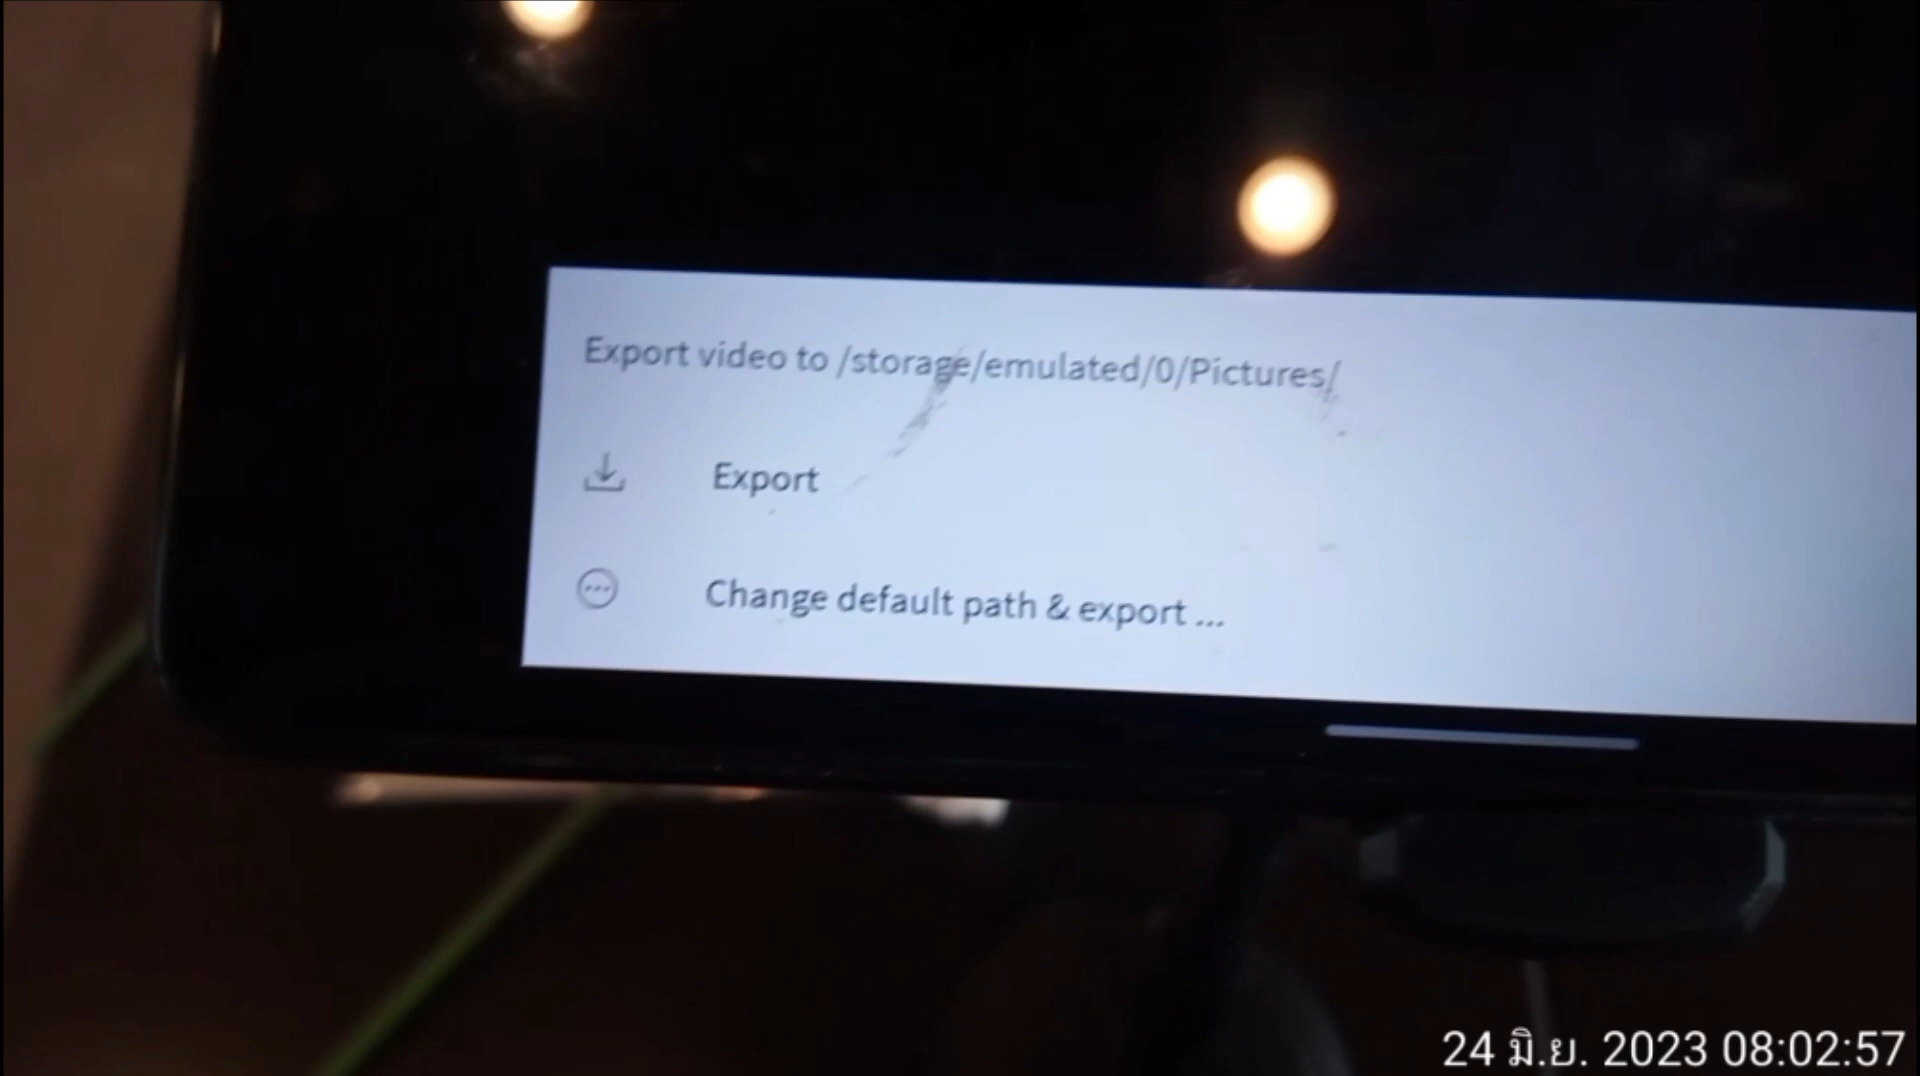 Export video to /storage/emulated/0/Pictures/
Export
Change default path & export ...
24 มิ.ย. 2023 08:02:57